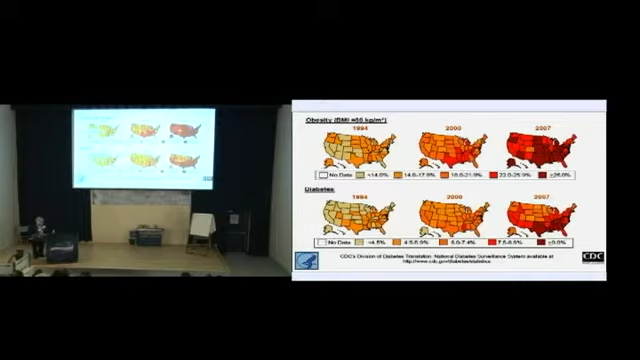 Obesity (BMI ≥30 kg/m²)
1994 2000 2007
No Data <14.0% 14.0-17.9% 18.0-21.9% 22.0-25.9% ≥26.0%
Diabetes
1994 2000 2007
No Data <4.5% 4.5-5.9% 6.0-7.4% 7.5-8.9% ≥9.0%
CDC's Division of Diabetes Translation. National Diabetes Surveillance System available at
http://www.cdc.gov/diabetes/statistics
CDC